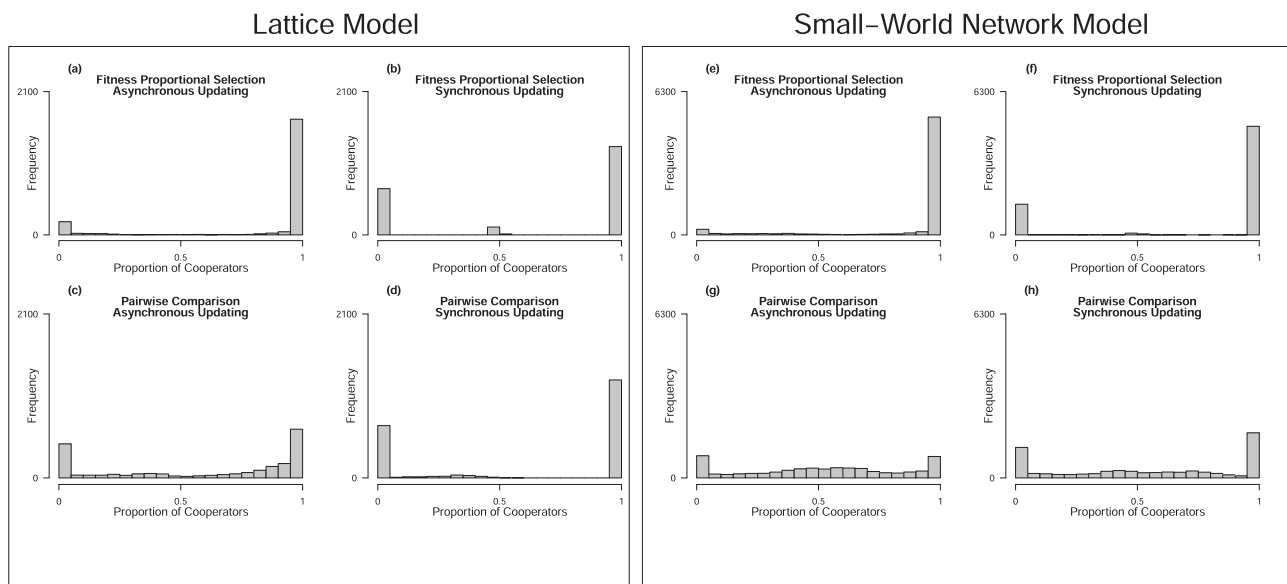 Lattice Model
Small−World Network Model
(a)
Fitness Proportional Selection
Asynchronous Updating
2100
Frequency
0
0
0.5
1
Proportion of Cooperators
(b)
Fitness Proportional Selection
Synchronous Updating
2100
Frequency
0
0
0.5
1
Proportion of Cooperators
(c)
Pairwise Comparison
Asynchronous Updating
2100
Frequency
0
0
0.5
1
Proportion of Cooperators
(d)
Pairwise Comparison
Synchronous Updating
2100
Frequency
0
0
0.5
1
Proportion of Cooperators
(e)
Fitness Proportional Selection
Asynchronous Updating
6300
Frequency
0
0
0.5
1
Proportion of Cooperators
(f)
Fitness Proportional Selection
Synchronous Updating
6300
Frequency
0
0
0.5
1
Proportion of Cooperators
(g)
Pairwise Comparison
Asynchronous Updating
6300
Frequency
0
0
0.5
1
Proportion of Cooperators
(h)
Pairwise Comparison
Synchronous Updating
6300
Frequency
0
0
0.5
1
Proportion of Cooperators